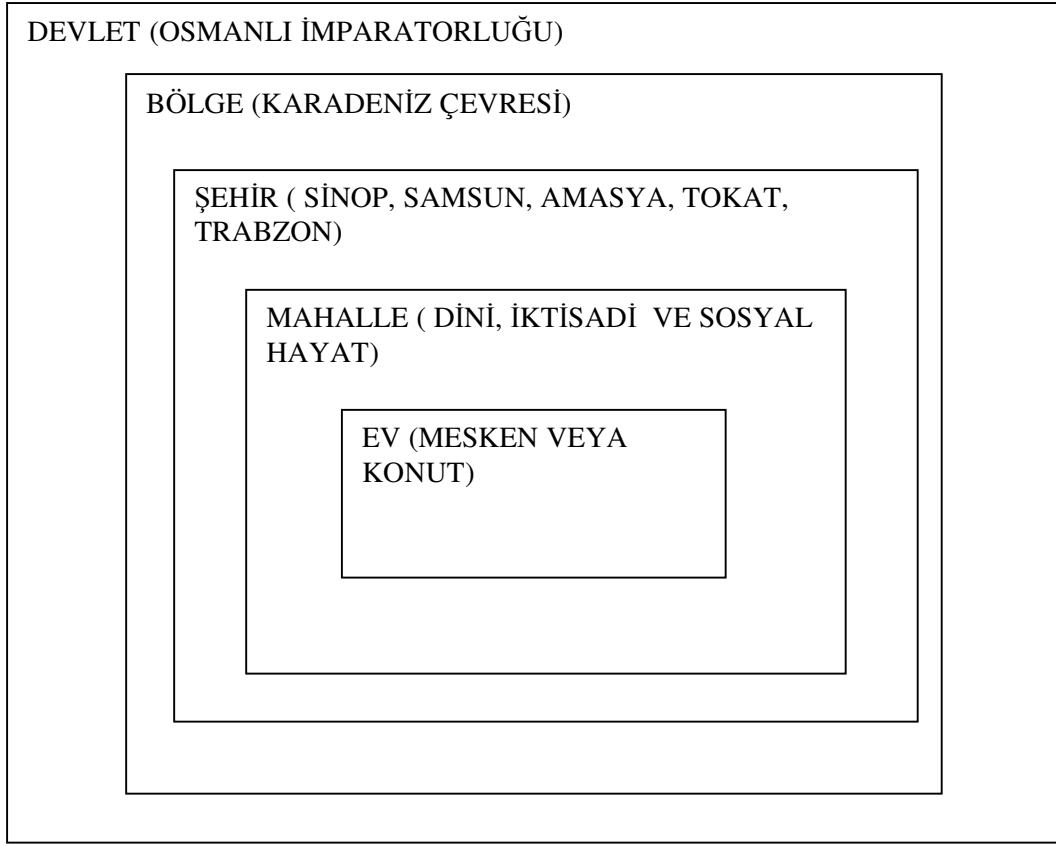 DEVLET (OSMANLI İMPARATORLUĞU)
BÖLGE (KARADENİZ ÇEVRESİ)
ŞEHİR ( SİNOP, SAMSUN, AMASYA, TOKAT,
TRABZON)
MAHALLE ( DİNİ, İKTİSADİ  VE SOSYAL
HAYAT)
EV (MESKEN VEYA
KONUT)